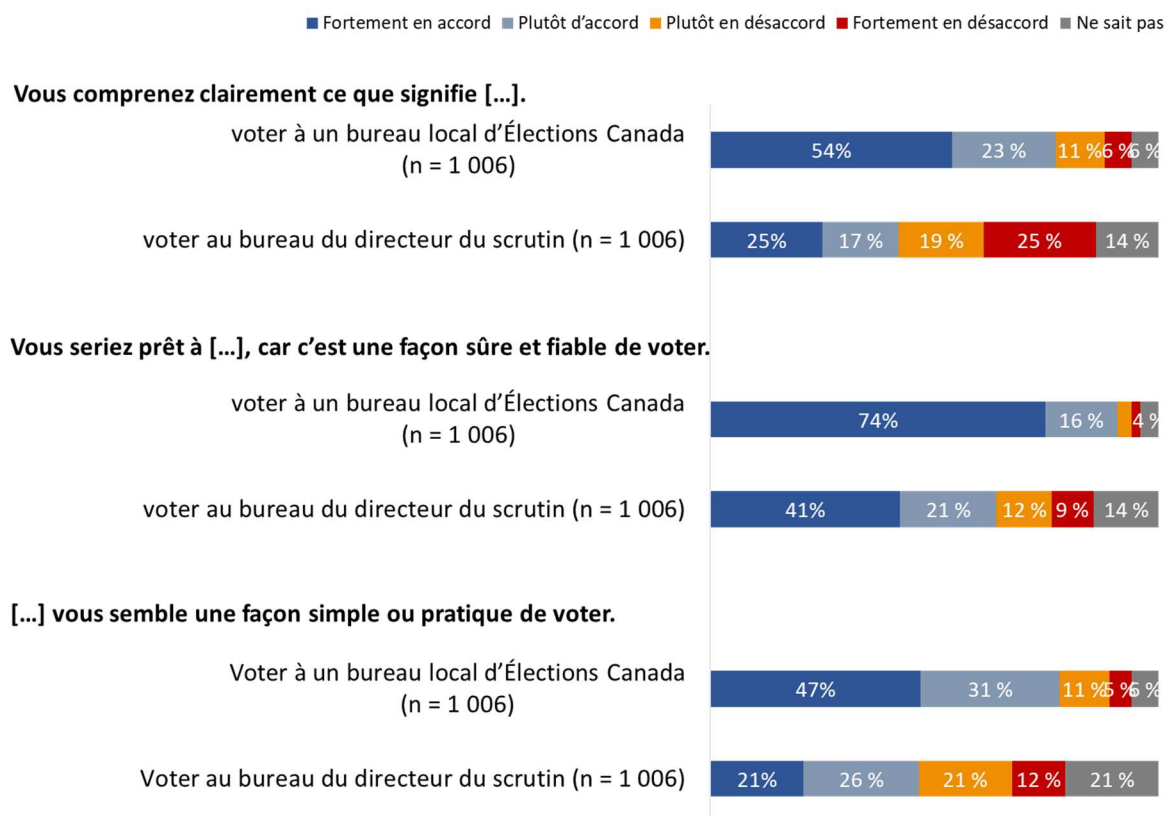 Fortement en accord Plutôt d’accord Plutôt en désaccord Fortement en désaccord Ne sait pas
Vous comprenez clairement ce que signifie […].
voter à un bureau local d’Élections Canada
(n = 1 006)
54% 23 % 11 % 6 % 6 %
voter au bureau du directeur du scrutin (n = 1 006)
25% 17 % 19 % 25 % 14 %
Vous seriez prêt à […], car c’est une façon sûre et fiable de voter.
voter à un bureau local d’Élections Canada
(n = 1 006)
74% 16 % 4 %
voter au bureau du directeur du scrutin (n = 1 006)
41% 21 % 12 % 9 % 14 %
[…] vous semble une façon simple ou pratique de voter.
Voter à un bureau local d’Élections Canada
(n = 1 006)
47% 31 % 11 % 5 % 6 %
Voter au bureau du directeur du scrutin (n = 1 006)
21% 26 % 21 % 12 % 21 %